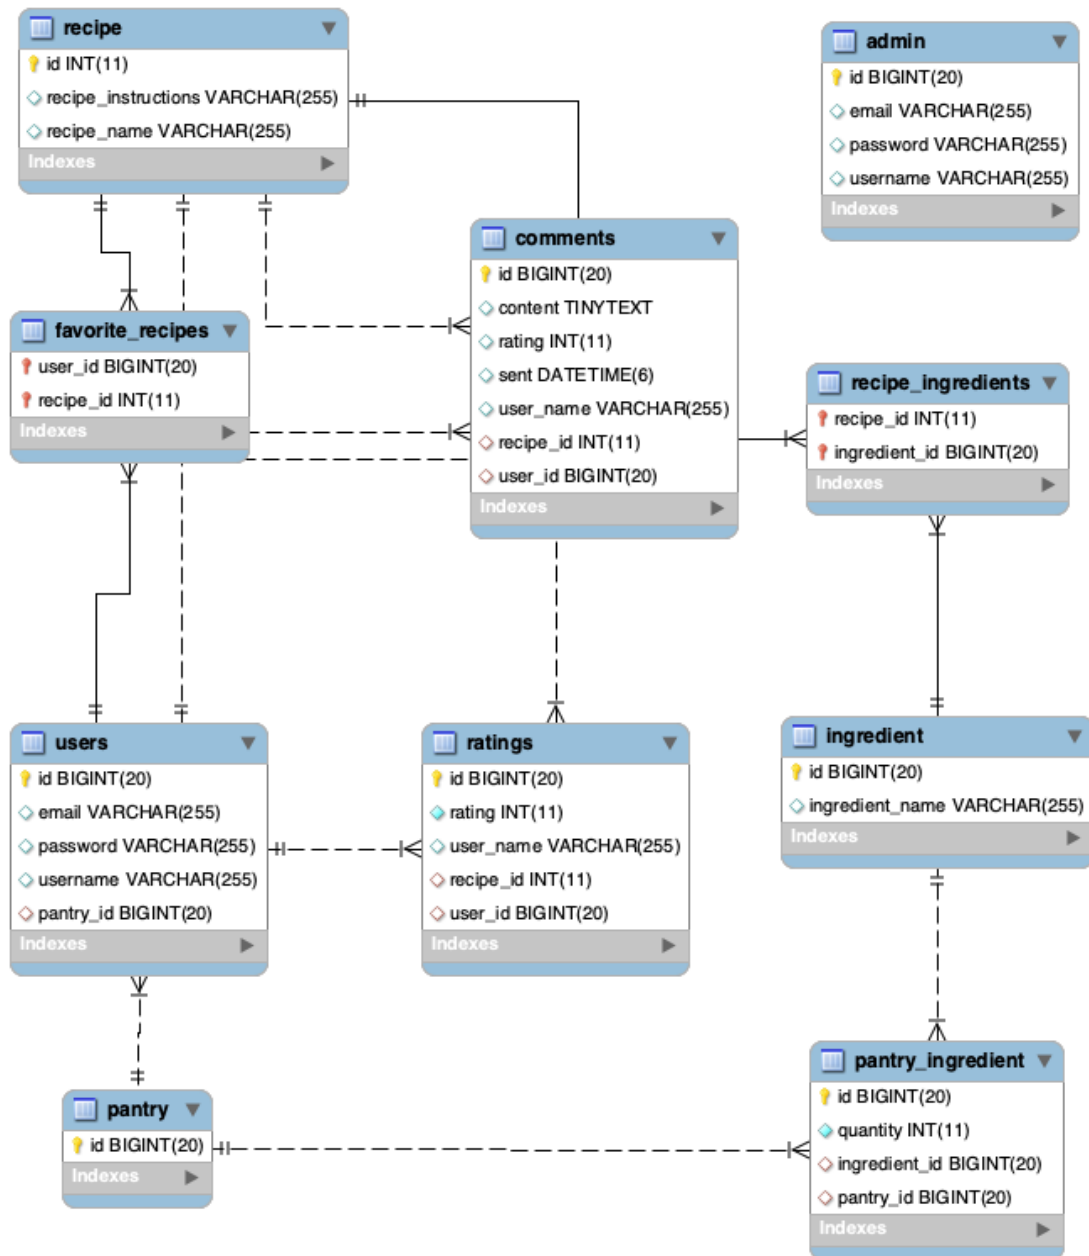 recipe
id INT(11)
recipe_instructions VARCHAR(255)
recipe_name VARCHAR(255)
Indexes
admin
id BIGINT(20)
email VARCHAR(255)
password VARCHAR(255)
username VARCHAR(255)
Indexes
comments
id BIGINT(20)
content TINYTEXT
rating INT(11)
sent DATETIME(6)
user_name VARCHAR(255)
recipe_id INT(11)
user_id BIGINT(20)
Indexes
favorite_recipes
user_id BIGINT(20)
recipe_id INT(11)
Indexes
recipe_ingredients
recipe_id INT(11)
ingredient_id BIGINT(20)
Indexes
users
id BIGINT(20)
email VARCHAR(255)
password VARCHAR(255)
username VARCHAR(255)
pantry_id BIGINT(20)
Indexes
ratings
id BIGINT(20)
rating INT(11)
user_name VARCHAR(255)
recipe_id INT(11)
user_id BIGINT(20)
Indexes
ingredient
id BIGINT(20)
ingredient_name VARCHAR(255)
Indexes
pantry
id BIGINT(20)
Indexes
pantry_ingredient
id BIGINT(20)
quantity INT(11)
ingredient_id BIGINT(20)
pantry_id BIGINT(20)
Indexes